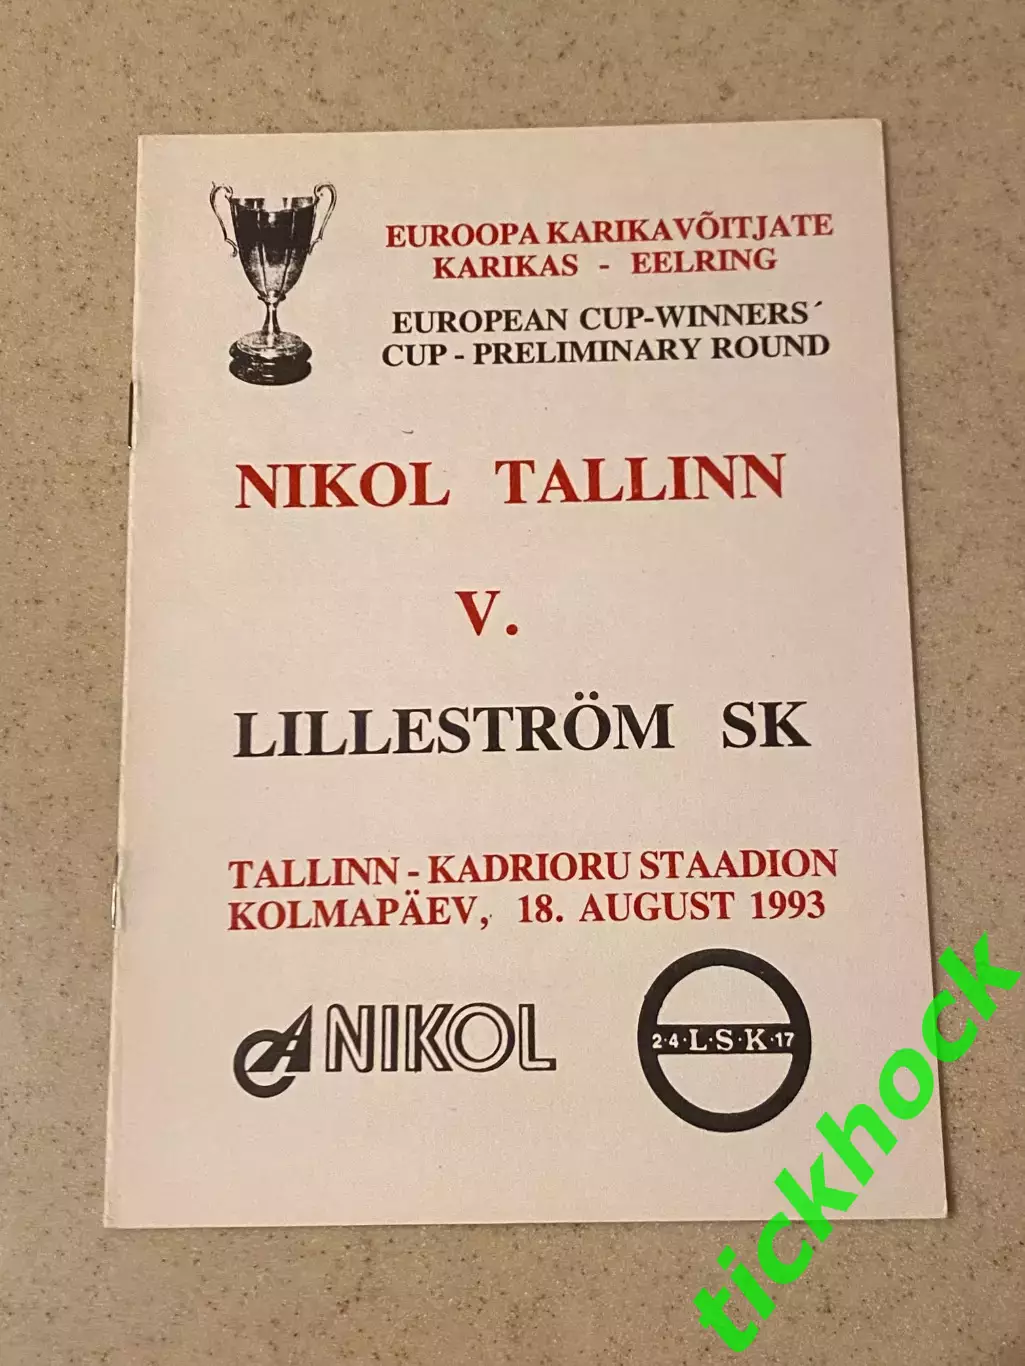 EUROOPA KARIKAVÕITJATE
KARIKAS - EELRING
EUROPEAN CUP-WINNERS´
CUP - PRELIMINARY ROUND
NIKOL TALLINN
V.
LILLESTRÖM SK
TALLINN - KADRIORU STAADION
KOLMAPÄEV, 18. AUGUST 1993
NIKOL
2·4·L·S·K·17
tickhock